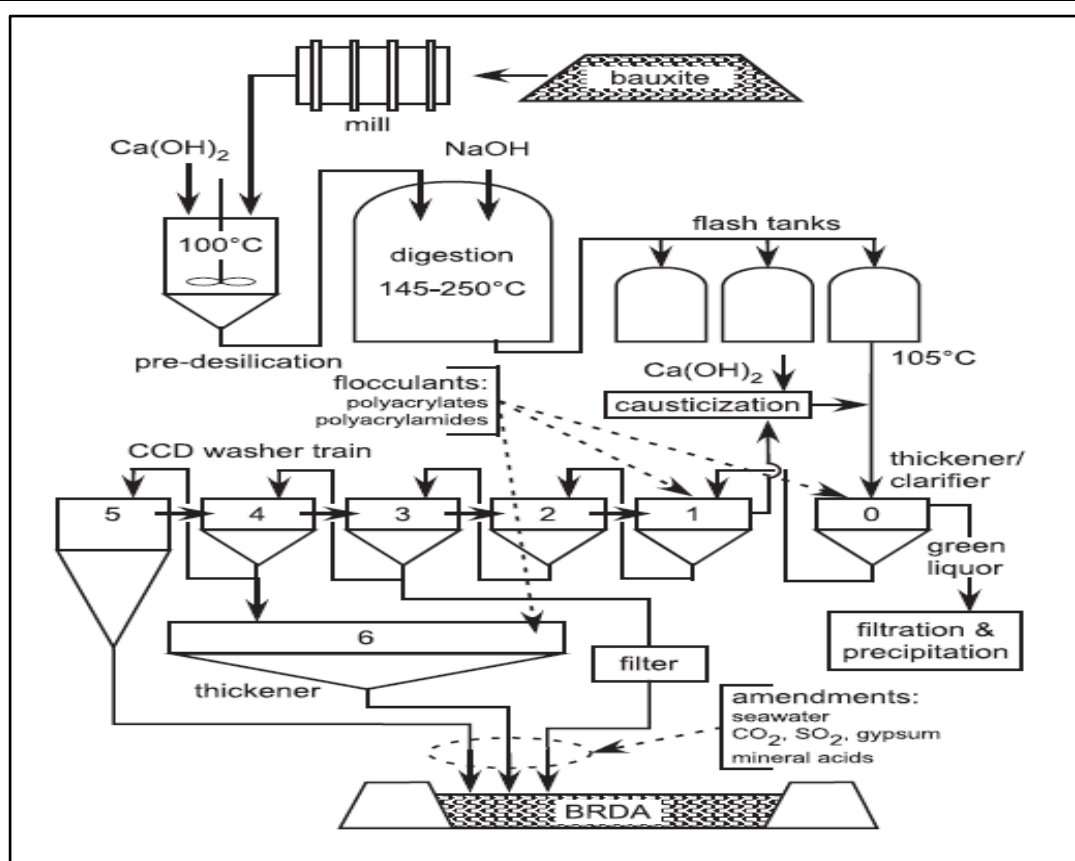 bauxite
mill
Ca(OH)2
NaOH
100°C
digestion
145-250°C
flash tanks
pre-desilication
105°C
flocculants:
polyacrylates
polyacrylamides
Ca(OH)2
causticization
CCD washer train
thickener/
clarifier
5
4
3
2
1
0
green
liquor
6
filter
filtration &
precipitation
thickener
amendments:
seawater
CO2, SO2, gypsum
mineral acids
BRDA